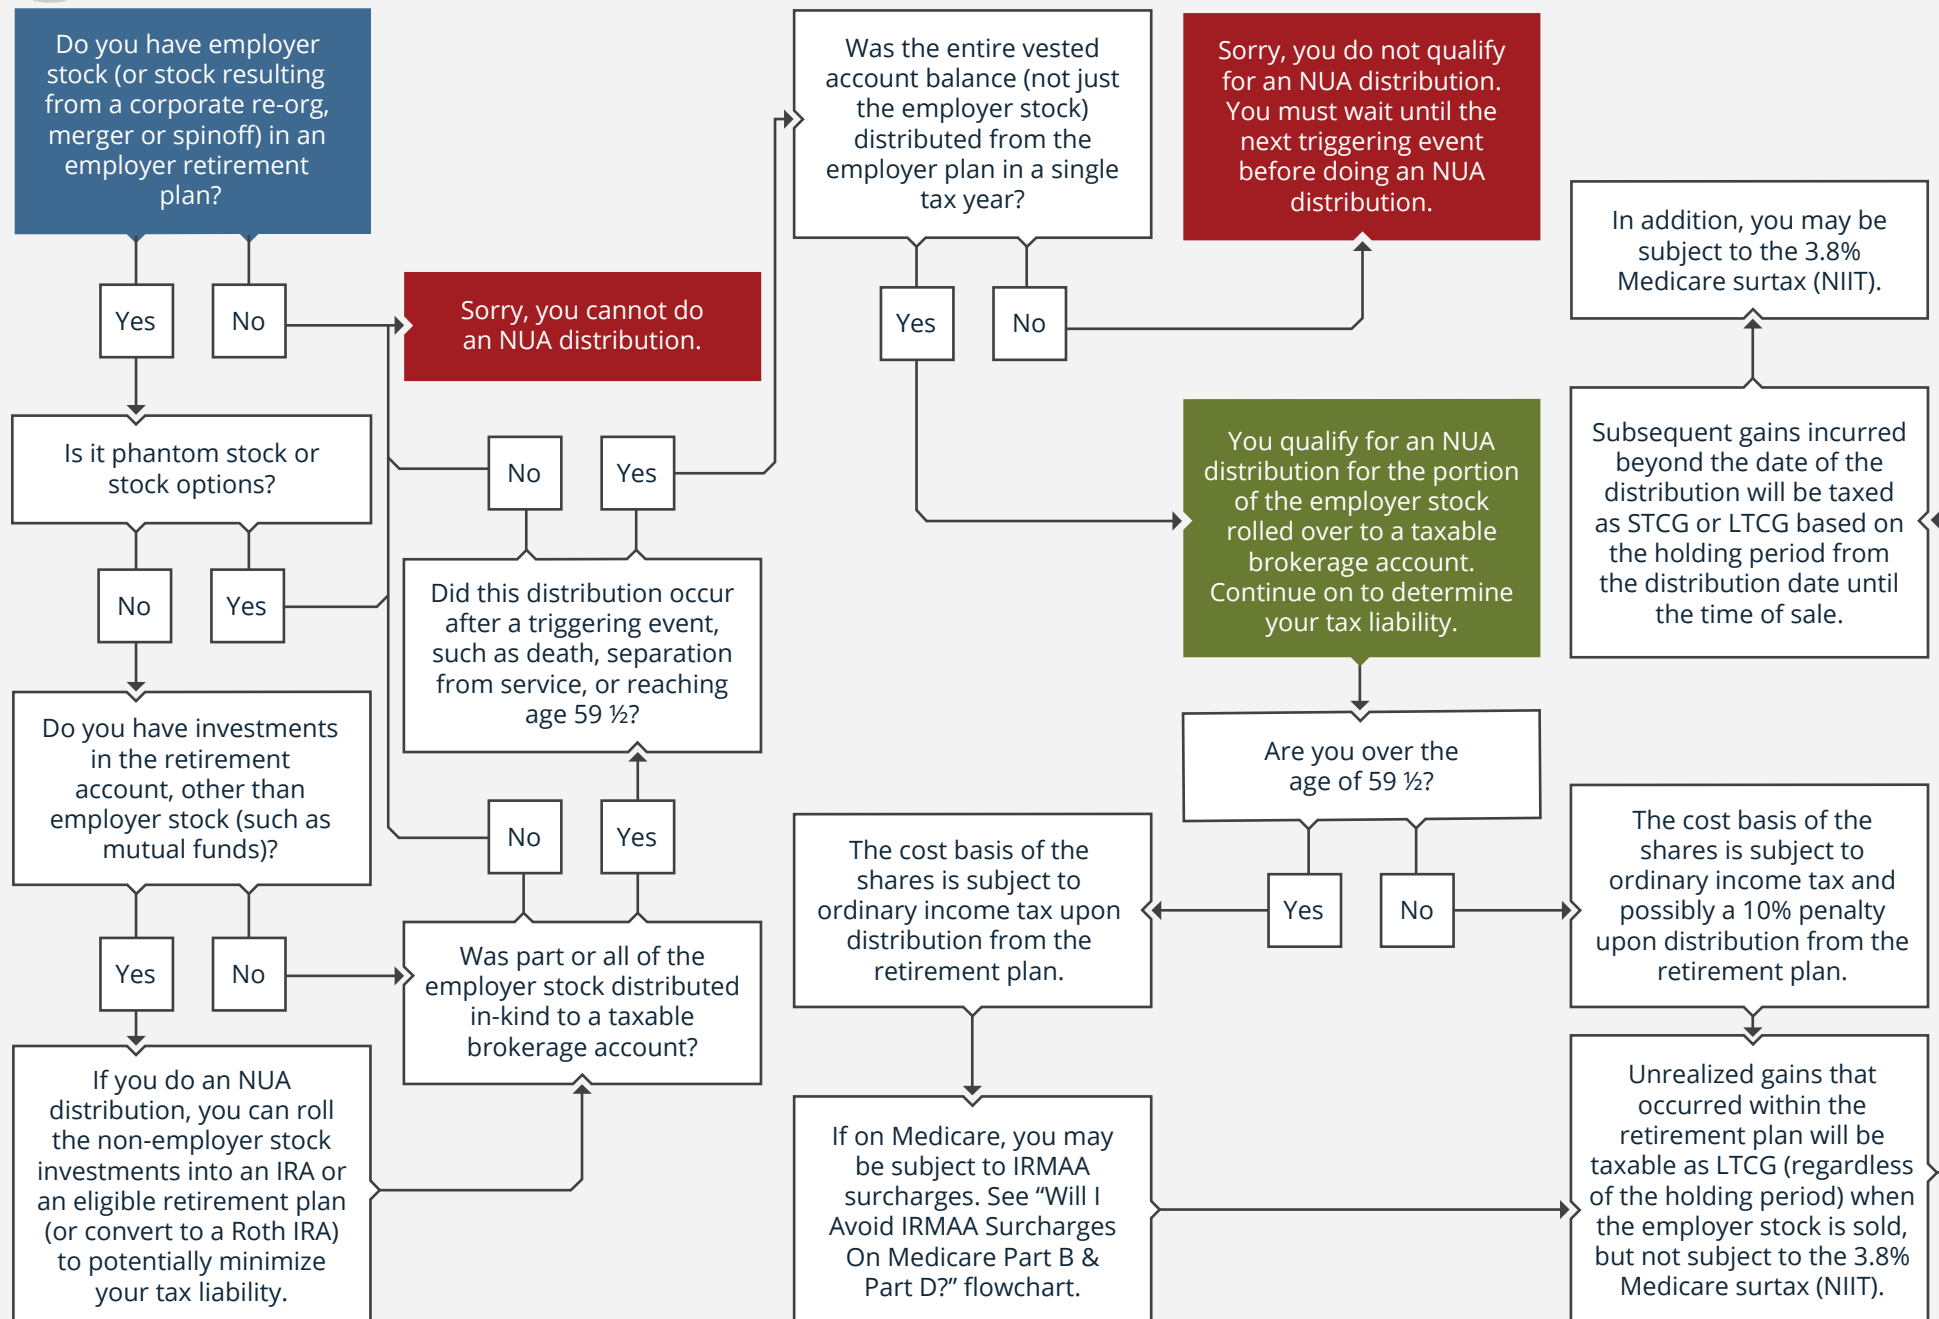 Do you have employer
stock (or stock resulting
from a corporate re-org,
merger or spinoff) in an
employer retirement
plan?
Yes
No
Sorry, you cannot do
an NUA distribution.
Is it phantom stock or
stock options?
No
Yes
Do you have investments
in the retirement
account, other than
employer stock (such as
mutual funds)?
Yes
No
If you do an NUA
distribution, you can roll
the non-employer stock
investments into an IRA or
an eligible retirement plan
(or convert to a Roth IRA)
to potentially minimize
your tax liability.
Was part or all of the
employer stock distributed
in-kind to a taxable
brokerage account?
No
Yes
Did this distribution occur
after a triggering event,
such as death, separation
from service, or reaching
age 59 ½?
No
Yes
Was the entire vested
account balance (not just
the employer stock)
distributed from the
employer plan in a single
tax year?
Yes
No
Sorry, you do not qualify
for an NUA distribution.
You must wait until the
next triggering event
before doing an NUA
distribution.
You qualify for an NUA
distribution for the portion
of the employer stock
rolled over to a taxable
brokerage account.
Continue on to determine
your tax liability.
Are you over the
age of 59 ½?
Yes
No
The cost basis of the
shares is subject to
ordinary income tax upon
distribution from the
retirement plan.
If on Medicare, you may
be subject to IRMAA
surcharges. See “Will I
Avoid IRMAA Surcharges
On Medicare Part B &
Part D?” flowchart.
The cost basis of the
shares is subject to
ordinary income tax and
possibly a 10% penalty
upon distribution from the
retirement plan.
Unrealized gains that
occurred within the
retirement plan will be
taxable as LTCG (regardless
of the holding period) when
the employer stock is sold,
but not subject to the 3.8%
Medicare surtax (NIIT).
Subsequent gains incurred
beyond the date of the
distribution will be taxed
as STCG or LTCG based on
the holding period from
the distribution date until
the time of sale.
In addition, you may be
subject to the 3.8%
Medicare surtax (NIIT).